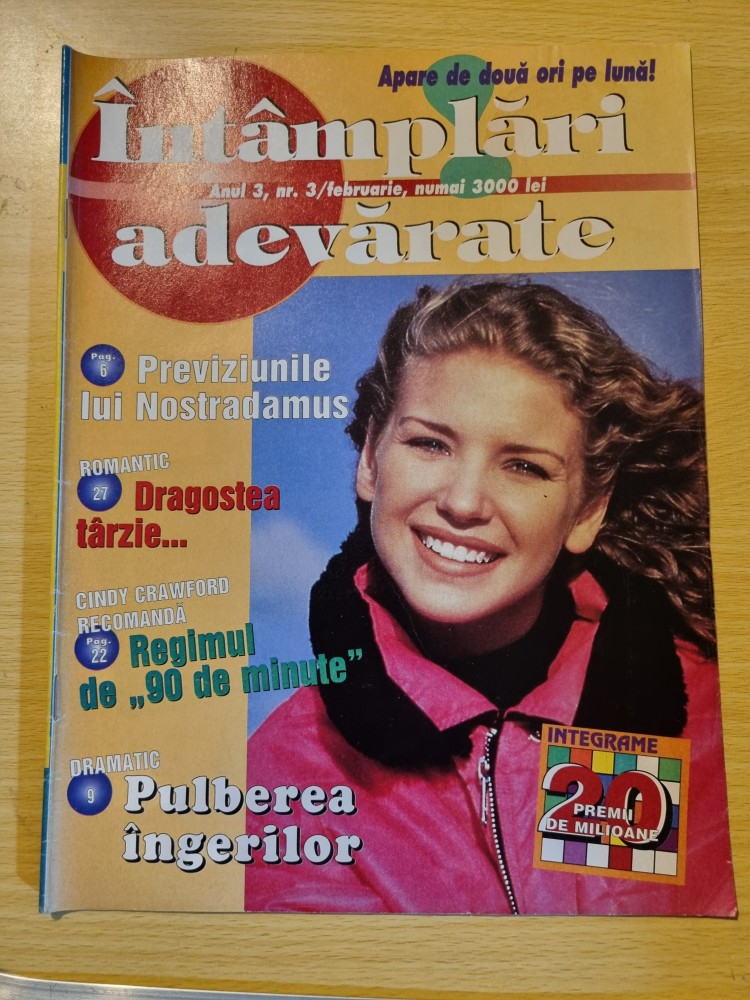 Apare de două ori pe lună!
Întâmplări
Anul 3, nr. 3/februarie, numai 3000 lei
adevărate
Pag.
6
Previziunile
lui Nostradamus
ROMANTIC
27
Dragostea
târzie...
CINDY CRAWFORD
RECOMANDĂ
Pag.
22
Regimul
de „90 de minute”
DRAMATIC
9
Pulberea
îngerilor
INTEGRAME
20
PREMII
DE MILIOANE